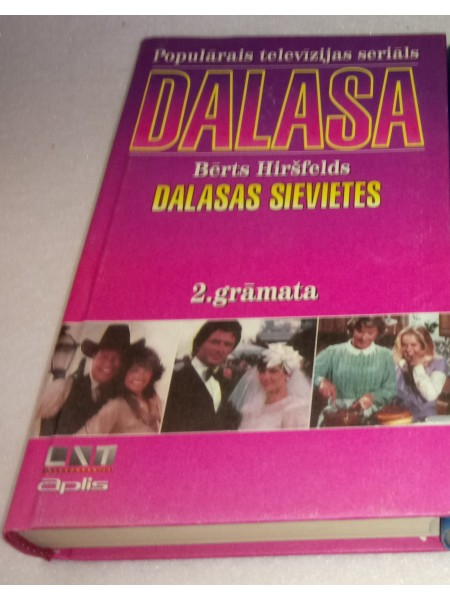 Populārais televīzijas seriāls
DALASA
Bērts Hiršfelds
DALASAS SIEVIETES
2.grāmata
LNT
āplis